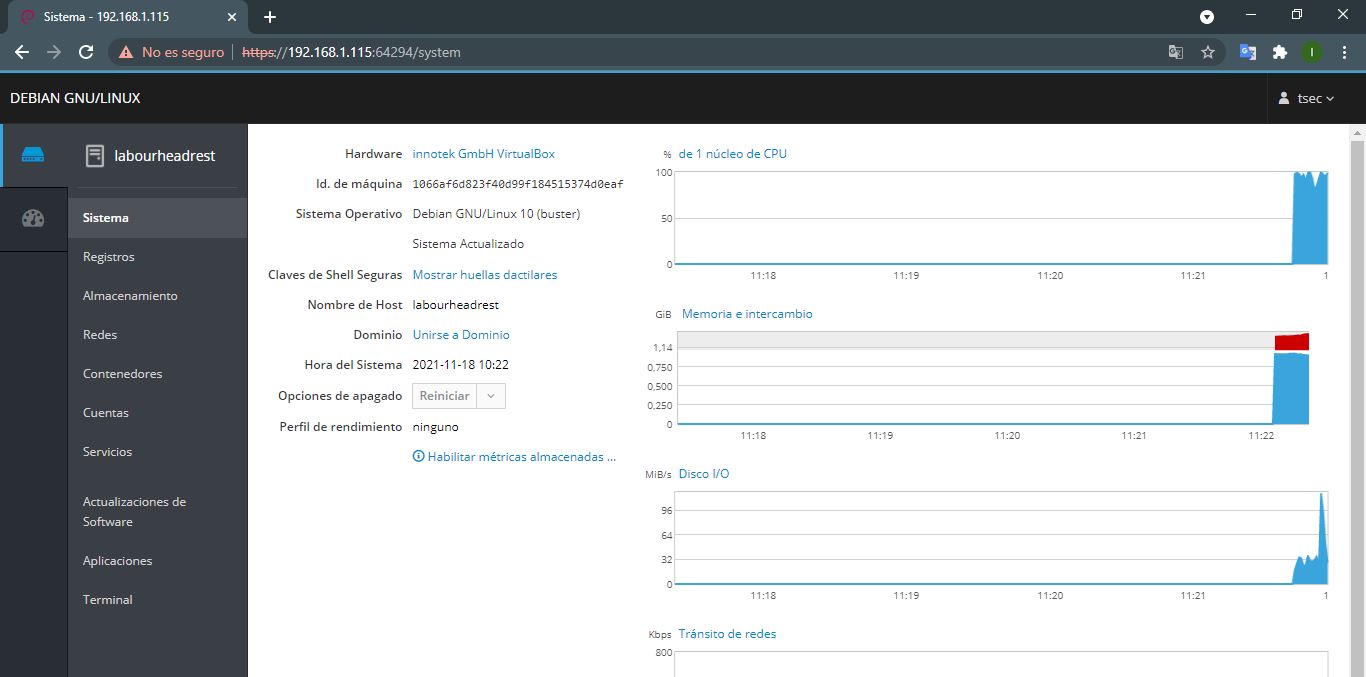 Sistema - 192.168.1.115
No es seguro
https://192.168.1.115:64294/system
I
DEBIAN GNU/LINUX
tsec
labourheadrest
Sistema
Registros
Almacenamiento
Redes
Contenedores
Cuentas
Servicios
Actualizaciones de
Software
Aplicaciones
Terminal
Hardware innotek GmbH VirtualBox
Id. de máquina 1066af6d823f40d99f184515374d0eaf
Sistema Operativo Debian GNU/Linux 10 (buster)
Sistema Actualizado
Claves de Shell Seguras Mostrar huellas dactilares
Nombre de Host labourheadrest
Dominio Unirse a Dominio
Hora del Sistema 2021-11-18 10:22
Opciones de apagado Reiniciar
Perfil de rendimiento ninguno
Habilitar métricas almacenadas ...
% de 1 núcleo de CPU
100
50
0
11:18 11:19 11:20 11:21 1
GiB Memoria e intercambio
1,14
0,750
0,500
0,250
0
11:18 11:19 11:20 11:21 11:22
MiB/s Disco I/O
96
64
32
0
11:18 11:19 11:20 11:21 1
Kbps Tránsito de redes
800